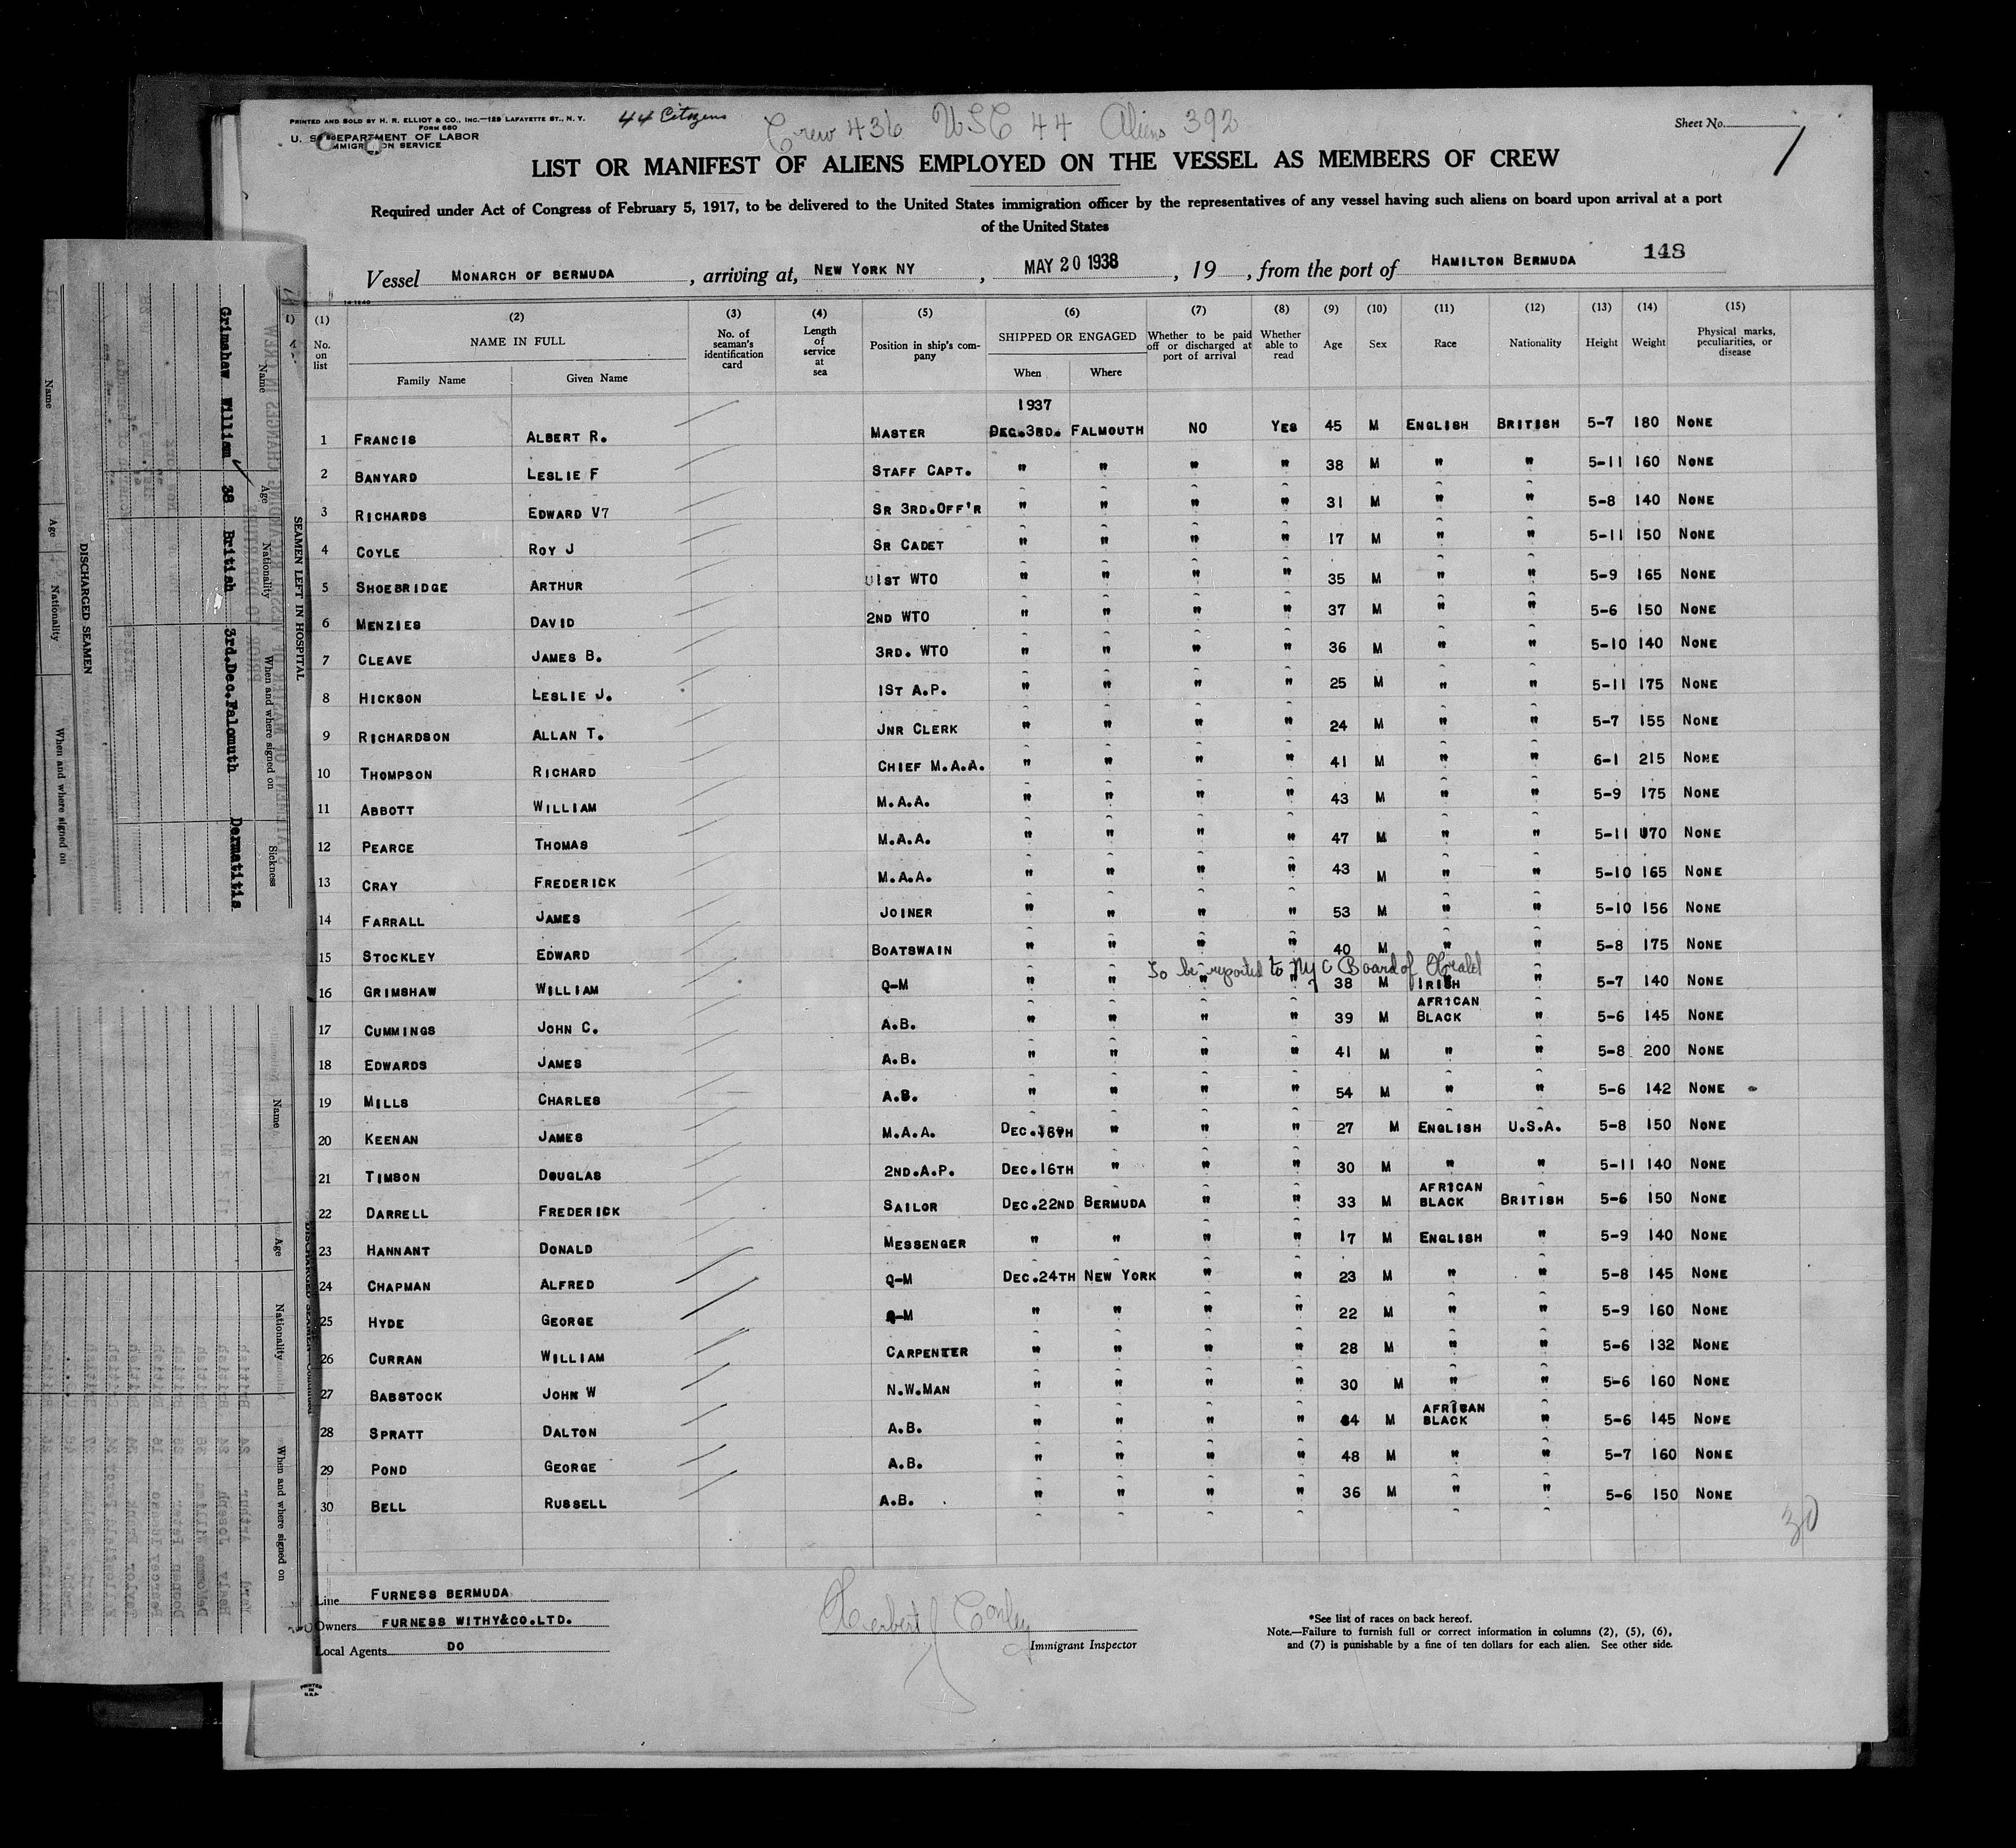 PRINTED AND SOLD BY H. R. ELLIOT & CO., INC.—129 LAFAYETTE ST., N. Y.
FORM 680
U. S. DEPARTMENT OF LABOR
IMMIGRATION SERVICE
44 Citizens
Crew 436 USC 44 Aliens 392
Sheet No. 1
LIST OR MANIFEST OF ALIENS EMPLOYED ON THE VESSEL AS MEMBERS OF CREW
Required under Act of Congress of February 5, 1917, to be delivered to the United States immigration officer by the representatives of any vessel having such aliens on board upon arrival at a port
of the United States
148
Vessel MONARCH OF BERMUDA, arriving at, NEW YORK NY, MAY 20 1938, 19, from the port of HAMILTON BERMUDA
(1) (2) (3) (4) (5) (6) (7) (8) (9) (10) (11) (12) (13) (14) (15)
No. on list NAME IN FULL Family Name Given Name No. of seaman's identification card Length of service at sea Position in ship's company SHIPPED OR ENGAGED When Where Whether to be paid off or discharged at port of arrival Whether able to read Age Sex Race Nationality Height Weight Physical marks, peculiarities, or disease
1937
1 FRANCIS ALBERT R. MASTER DEC.3RD. FALMOUTH NO YES 45 M ENGLISH BRITISH 5-7 180 NONE
2 BANYARD LESLIE F STAFF CAPT. " " " " 38 M " " 5-11 160 NONE
3 RICHARDS EDWARD V7 SR 3RD.OFF'R " " " " 31 M " " 5-8 140 NONE
4 COYLE ROY J SR CADET " " " " 17 M " " 5-11 150 NONE
5 SHOEBRIDGE ARTHUR 1ST WTO " " " " 35 M " " 5-9 165 NONE
6 MENZIES DAVID 2ND WTO " " " " 37 M " " 5-6 150 NONE
7 CLEAVE JAMES B. 3RD. WTO " " " " 36 M " " 5-10 140 NONE
8 HICKSON LESLIE J. 1ST A.P. " " " " 25 M " " 5-11 175 NONE
9 RICHARDSON ALLAN T. JNR CLERK " " " " 24 M " " 5-7 155 NONE
10 THOMPSON RICHARD CHIEF M.A.A. " " " " 41 M " " 6-1 215 NONE
11 ABBOTT WILLIAM M.A.A. " " " " 43 M " " 5-9 175 NONE
12 PEARCE THOMAS M.A.A. " " " " 47 M " " 5-11 170 NONE
13 CRAY FREDERICK M.A.A. " " " " 43 M " " 5-10 165 NONE
14 FARRALL JAMES JOINER " " " " 53 M " " 5-10 156 NONE
15 STOCKLEY EDWARD BOATSWAIN " " " " 40 M " " 5-8 175 NONE
To be reported to NYC Board of Health
16 GRIMSHAW WILLIAM Q-M " " " " 38 M IRISH " 5-7 140 NONE
17 CUMMINGS JOHN C. A.B. " " " " 39 M AFRICAN BLACK " 5-6 145 NONE
18 EDWARDS JAMES A.B. " " " " 41 M " " 5-8 200 NONE
19 MILLS CHARLES A.B. " " " " 54 M " " 5-6 142 NONE
20 KEENAN JAMES M.A.A. DEC.16TH " " " 27 M ENGLISH U.S.A. 5-8 150 NONE
21 TIMSON DOUGLAS 2ND.A.P. DEC.16TH " " " 30 M " " 5-11 140 NONE
22 DARRELL FREDERICK SAILOR DEC.22ND BERMUDA " " 33 M AFRICAN BLACK BRITISH 5-6 150 NONE
23 HANNANT DONALD MESSENGER " " " " 17 M ENGLISH " 5-9 140 NONE
24 CHAPMAN ALFRED Q-M DEC.24TH NEW YORK " " 23 M " " 5-8 145 NONE
25 HYDE GEORGE Q-M " " " " 22 M " " 5-9 160 NONE
26 CURRAN WILLIAM CARPENTER " " " " 28 M " " 5-6 132 NONE
27 BABSTOCK JOHN W N.W.MAN " " " " 30 M " " 5-6 160 NONE
28 SPRATT DALTON A.B. " " " " 34 M AFRICAN BLACK " 5-6 145 NONE
29 POND GEORGE A.B. " " " " 48 M " " 5-7 160 NONE
30 BELL RUSSELL A.B. " " " " 36 M " " 5-6 150 NONE
30
Line FURNESS BERMUDA
Owners FURNESS WITHY&CO.LTD.
Local Agents DO
Herbert J Conley
Immigrant Inspector
*See list of races on back hereof.
Note.—Failure to furnish full or correct information in columns (2), (5), (6),
and (7) is punishable by a fine of ten dollars for each alien. See other side.
PRINTED IN U.S.A.
SEAMEN LEFT IN HOSPITAL
Name Age Nationality When and where signed on Sickness
Grimshaw William 38 British 3rd.Dec.Falomuth Dermatitis
DISCHARGED SEAMEN
Name Age Nationality When and where signed on
Name Age Nationality When and where signed on